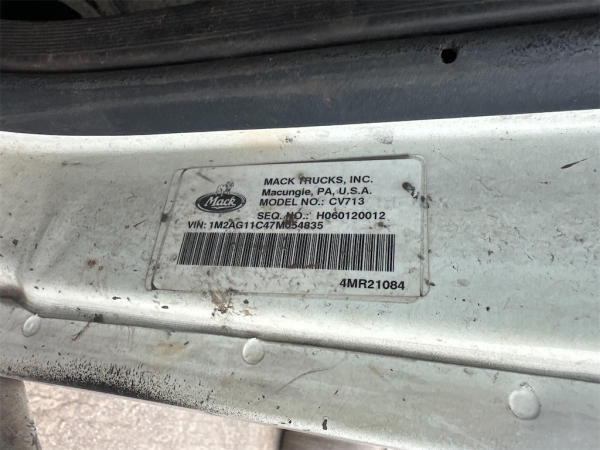 Mack
MACK TRUCKS, INC.
Macungie, PA, U.S.A.
MODEL NO.: CV713
SEQ. NO.: H060120012
VIN: 1M2AG11C47M054835
4MR21084